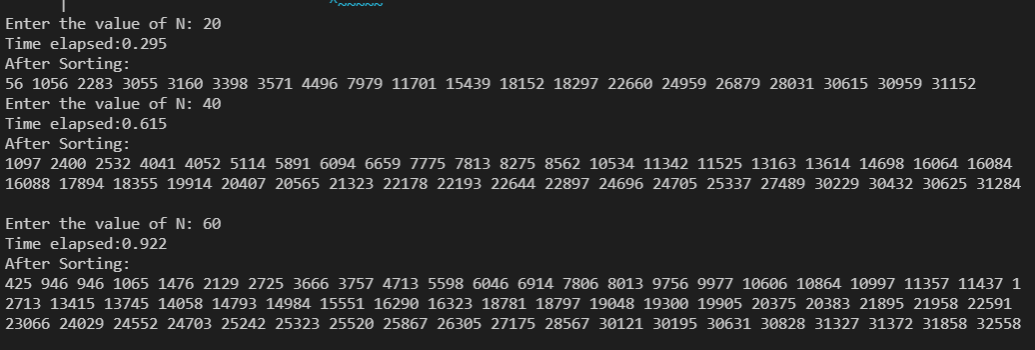 Enter the value of N: 20
Time elapsed:0.295
After Sorting:
56 1056 2283 3055 3160 3398 3571 4496 7979 11701 15439 18152 18297 22660 24959 26879 28031 30615 30959 31152
Enter the value of N: 40
Time elapsed:0.615
After Sorting:
1097 2400 2532 4041 4052 5114 5891 6094 6659 7775 7813 8275 8562 10534 11342 11525 13163 13614 14698 16064 16084
16088 17894 18355 19914 20407 20565 21323 22178 22193 22644 22897 24696 24705 25337 27489 30229 30432 30625 31284
Enter the value of N: 60
Time elapsed:0.922
After Sorting:
425 946 946 1065 1476 2129 2725 3666 3757 4713 5598 6046 6914 7806 8013 9756 9977 10606 10864 10997 11357 11437 1
2713 13415 13745 14058 14793 14984 15551 16290 16323 18781 18797 19048 19300 19905 20375 20383 21895 21958 22591
23066 24029 24552 24703 25242 25323 25520 25867 26305 27175 28567 30121 30195 30631 30828 31327 31372 31858 32558